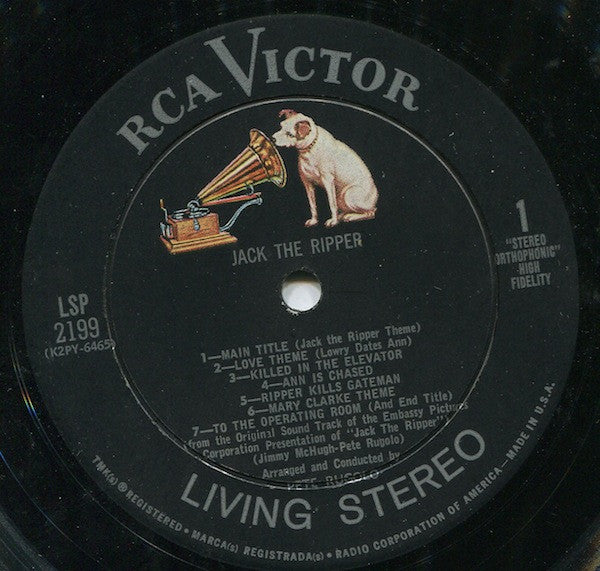 RCA VICTOR
JACK THE RIPPER
1
"STEREO
ORTHOPHONIC"
HIGH
FIDELITY
LSP
2199
(K2PY-6465)
1—MAIN TITLE (Jack the Ripper Theme)
2—LOVE THEME (Lowry Dates Ann)
3—KILLED IN THE ELEVATOR
4—ANN IS CHASED
5—RIPPER KILLS GATEMAN
6—MARY CLARKE THEME
7—TO THE OPERATING ROOM (And End Title)
from the Original Sound Track of the Embassy Pictures
Corporation Presentation of "Jack The Ripper"
(Jimmy McHugh-Pete Rugolo)
Arranged and Conducted by
PETE RUGOLO
LIVING STEREO
TMK(s) ® REGISTERED. • MARCA(s) REGISTRADA(s) • RADIO CORPORATION OF AMERICA—MADE IN U.S.A.